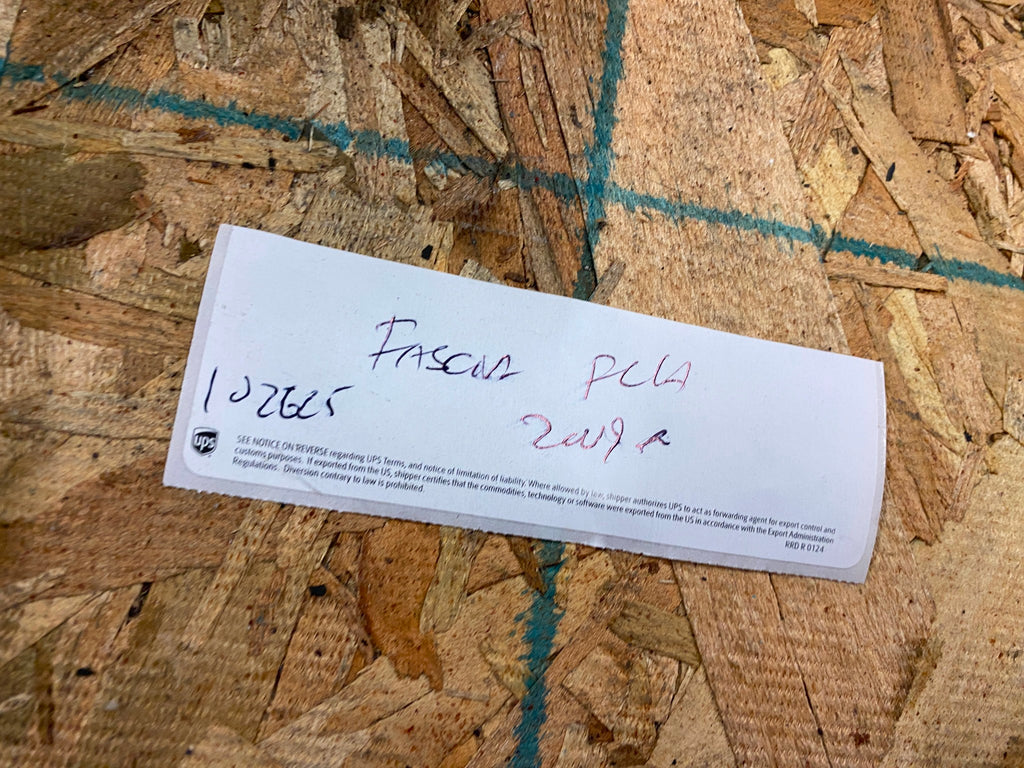 FASCIA PCLA
102625
ups
SEE NOTICE ON REVERSE regarding UPS Terms, and notice of limitation of liability. Where allowed by law, shipper authorizes UPS to act as forwarding agent for export control and
customs purposes. If exported from the US, shipper certifies that the commodities, technology or software were exported from the US in accordance with the Export Administration
Regulations. Diversion contrary to law is prohibited.
RRD R 0124